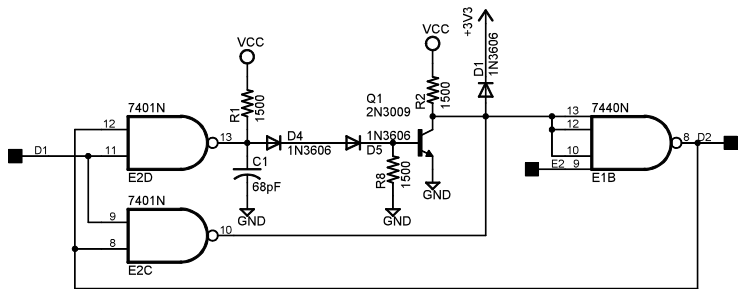 +3V3
VCC
VCC
D1
1N3606
7401N
R1
1500
Q1
2N3009
R2
1500
7440N
12
13
D4
1N3606
1N3606
D5
13
12
8
D2
D1
11
E2D
C1
68pF
R8
1500
10
E2
9
E1B
7401N
GND
GND
GND
9
8
10
E2C